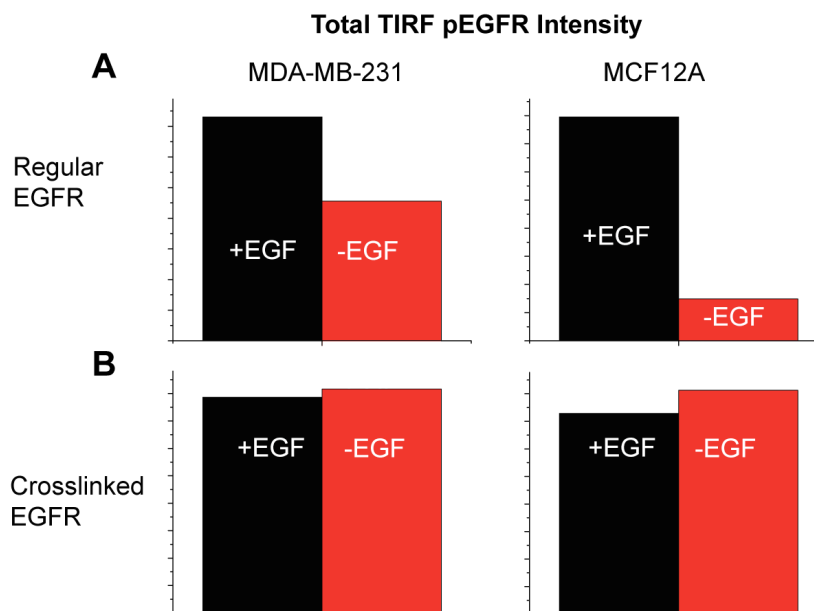 Total TIRF pEGFR Intensity
A
MDA-MB-231
MCF12A
Regular
EGFR
+EGF
-EGF
+EGF
-EGF
B
Crosslinked
EGFR
+EGF
-EGF
+EGF
-EGF